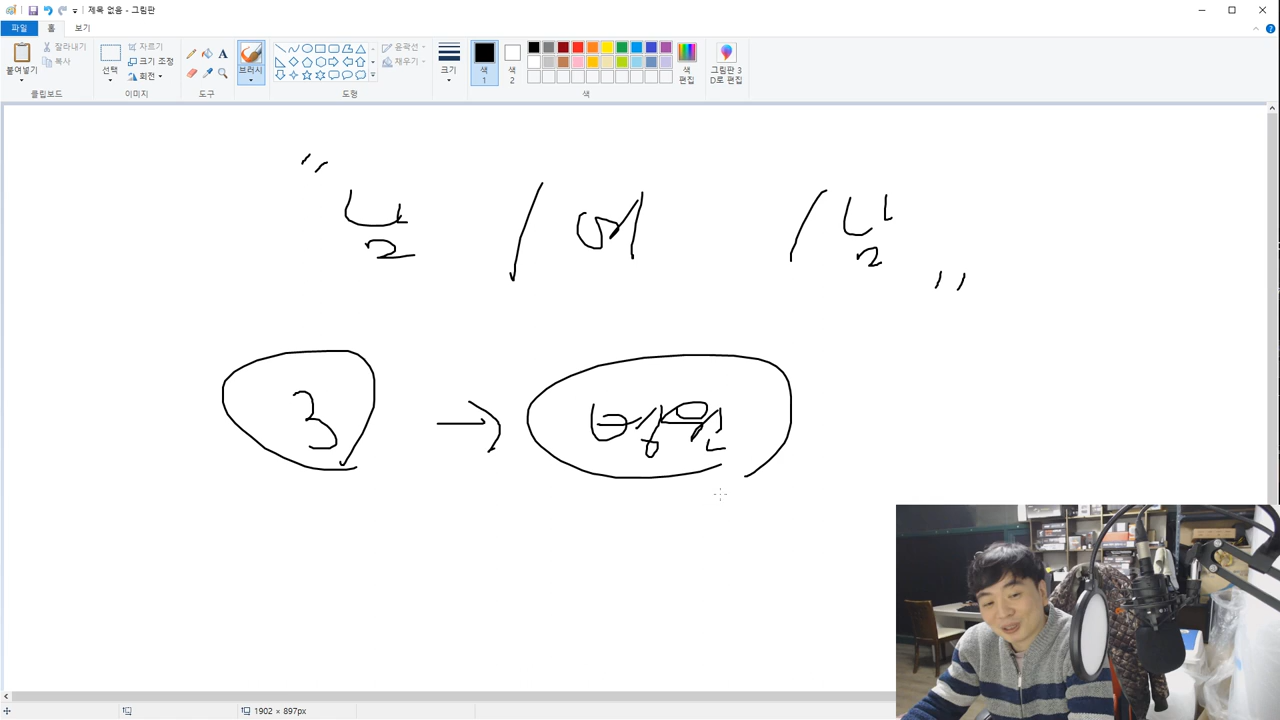 제목 없음 - 그림판
파일 홈 보기
붙여넣기 잘라내기 복사 선택 자르기 크기 조정 회전 A 브러시 윤곽선 채우기 크기 색 1 색 2 색 편집 그림판 3D로 편집
클립보드 이미지 도구 도형 색
3 →
1902 × 897px